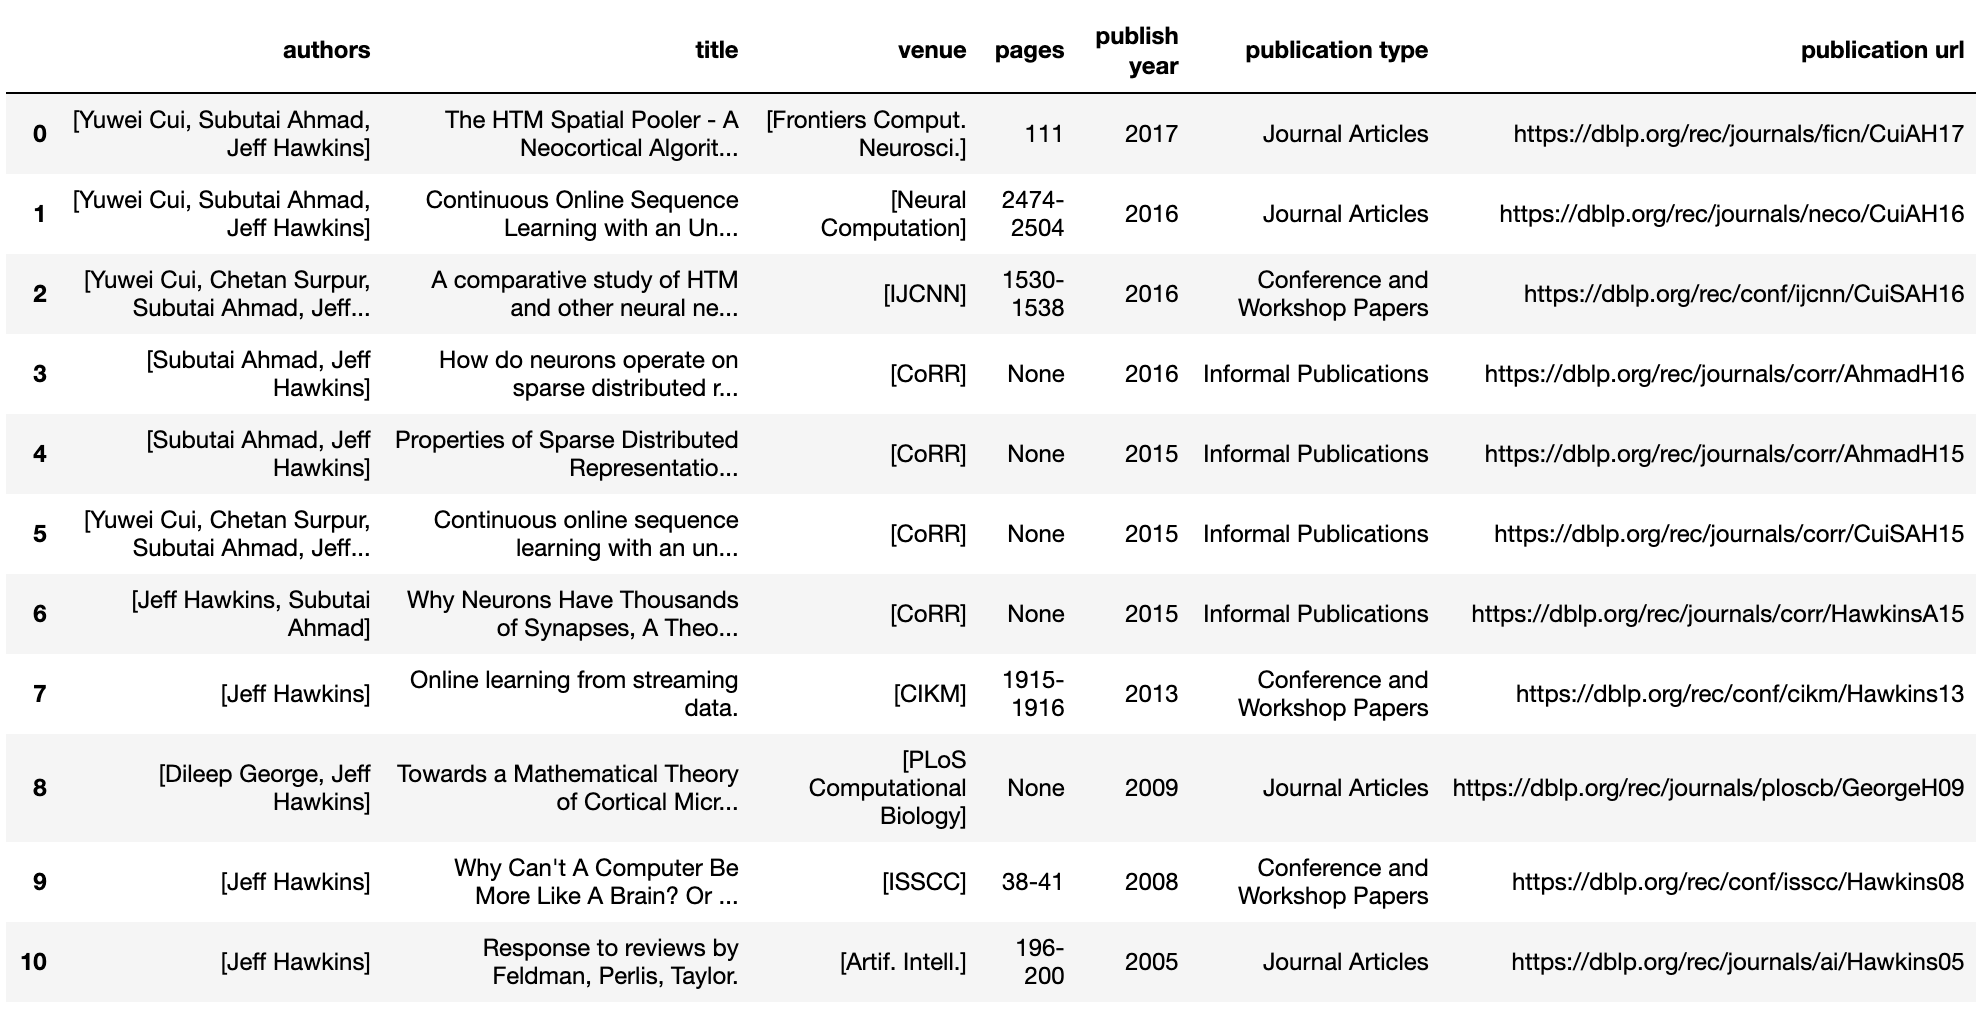 authors title venue pages publish year publication type publication url
0 [Yuwei Cui, Subutai Ahmad, Jeff Hawkins] The HTM Spatial Pooler - A Neocortical Algorit... [Frontiers Comput. Neurosci.] 111 2017 Journal Articles https://dblp.org/rec/journals/ficn/CuiAH17
1 [Yuwei Cui, Subutai Ahmad, Jeff Hawkins] Continuous Online Sequence Learning with an Un... [Neural Computation] 2474-2504 2016 Journal Articles https://dblp.org/rec/journals/neco/CuiAH16
2 [Yuwei Cui, Chetan Surpur, Subutai Ahmad, Jeff... A comparative study of HTM and other neural ne... [IJCNN] 1530-1538 2016 Conference and Workshop Papers https://dblp.org/rec/conf/ijcnn/CuiSAH16
3 [Subutai Ahmad, Jeff Hawkins] How do neurons operate on sparse distributed r... [CoRR] None 2016 Informal Publications https://dblp.org/rec/journals/corr/AhmadH16
4 [Subutai Ahmad, Jeff Hawkins] Properties of Sparse Distributed Representatio... [CoRR] None 2015 Informal Publications https://dblp.org/rec/journals/corr/AhmadH15
5 [Yuwei Cui, Chetan Surpur, Subutai Ahmad, Jeff... Continuous online sequence learning with an un... [CoRR] None 2015 Informal Publications https://dblp.org/rec/journals/corr/CuiSAH15
6 [Jeff Hawkins, Subutai Ahmad] Why Neurons Have Thousands of Synapses, A Theo... [CoRR] None 2015 Informal Publications https://dblp.org/rec/journals/corr/HawkinsA15
7 [Jeff Hawkins] Online learning from streaming data. [CIKM] 1915-1916 2013 Conference and Workshop Papers https://dblp.org/rec/conf/cikm/Hawkins13
8 [Dileep George, Jeff Hawkins] Towards a Mathematical Theory of Cortical Micr... [PLoS Computational Biology] None 2009 Journal Articles https://dblp.org/rec/journals/ploscb/GeorgeH09
9 [Jeff Hawkins] Why Can't A Computer Be More Like A Brain? Or ... [ISSCC] 38-41 2008 Conference and Workshop Papers https://dblp.org/rec/conf/isscc/Hawkins08
10 [Jeff Hawkins] Response to reviews by Feldman, Perlis, Taylor. [Artif. Intell.] 196-200 2005 Journal Articles https://dblp.org/rec/journals/ai/Hawkins05